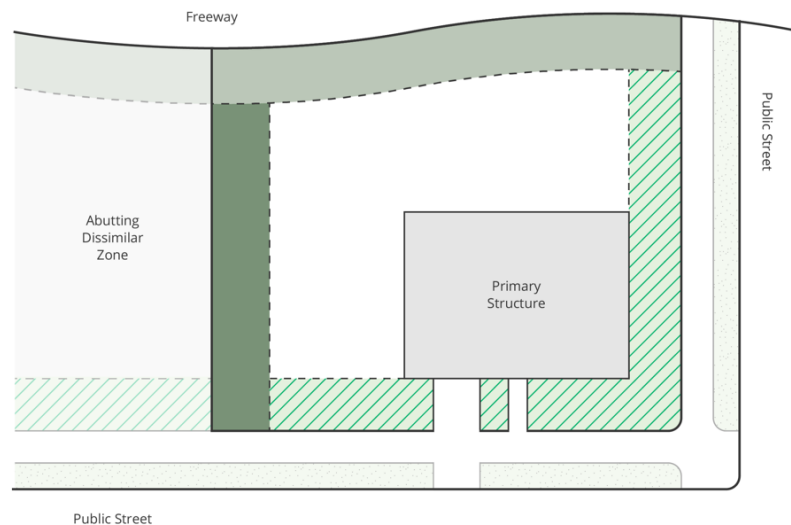 Freeway
Public Street
Abutting
Dissimilar
Zone
Primary
Structure
Public Street